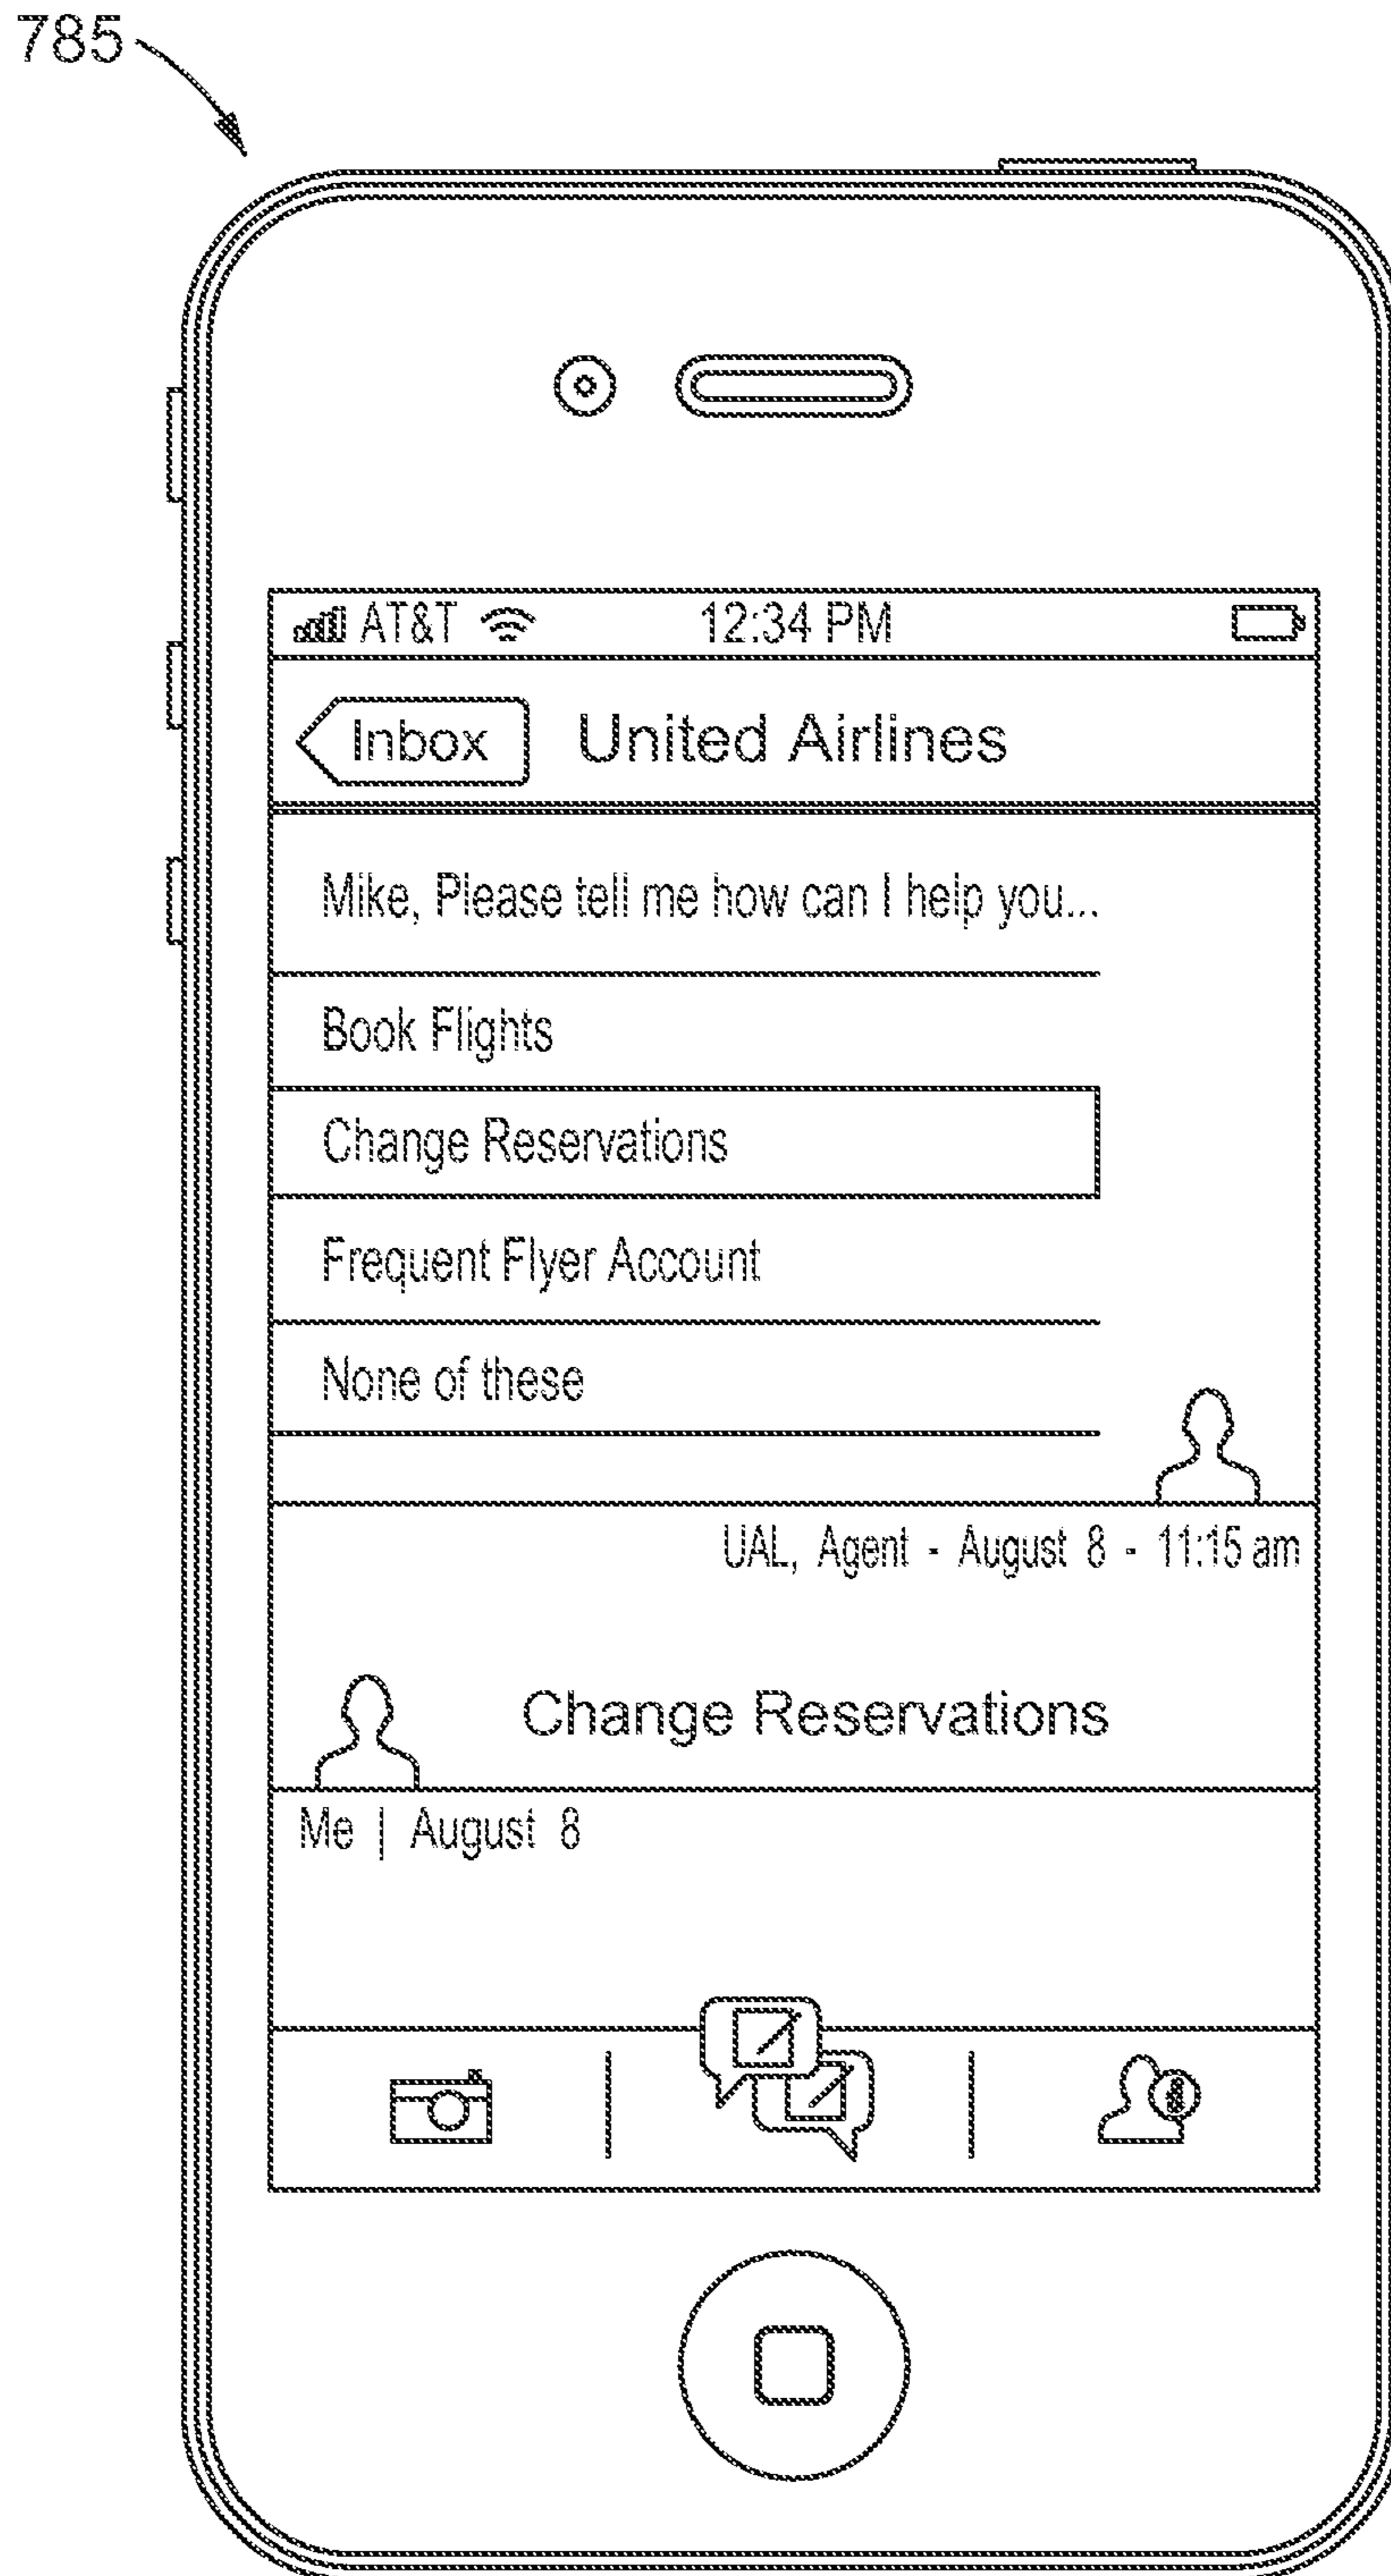 785
AT&T 12:34 PM
Inbox United Airlines
Mike, Please tell me how can I help you...
Book Flights
Change Reservations
Frequent Flyer Account
None of these
UAL, Agent - August 8 - 11:15 am
Change Reservations
Me | August 8